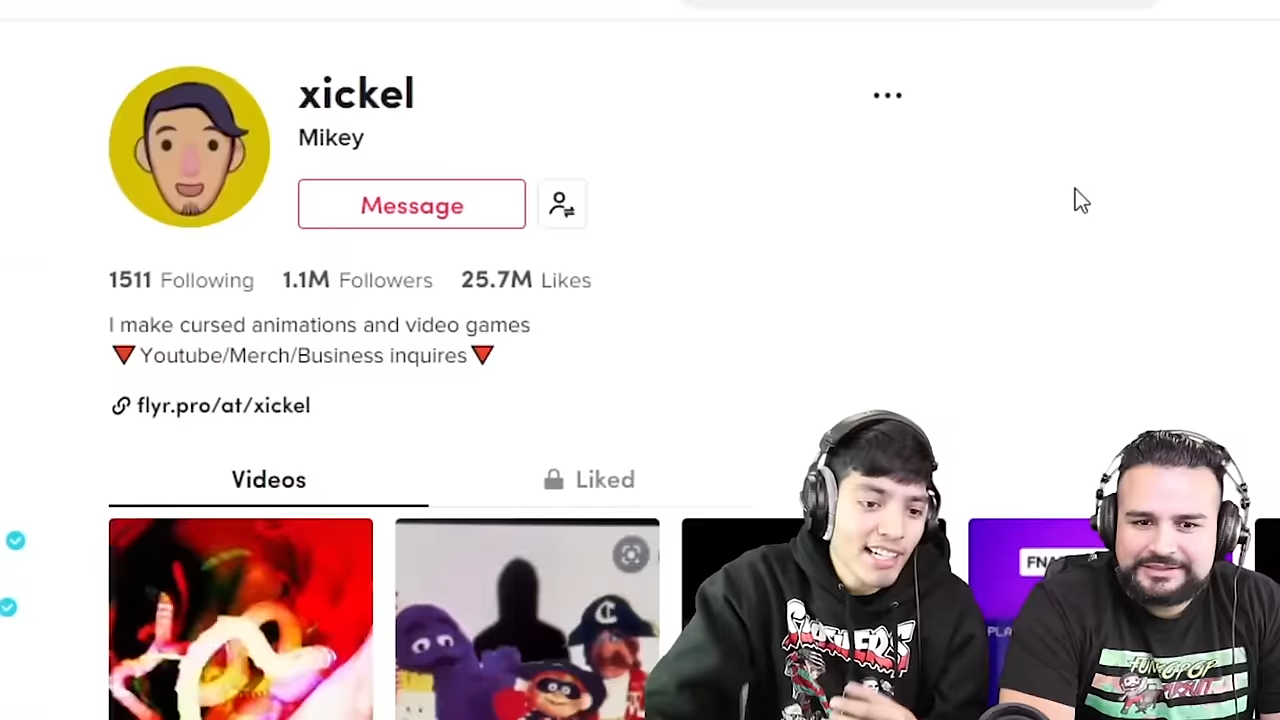 xickel
Mikey
Message
1511 Following 1.1M Followers 25.7M Likes
I make cursed animations and video games
🔻Youtube/Merch/Business inquires🔻
flyr.pro/at/xickel
Videos
Liked
C
FNA
PLA